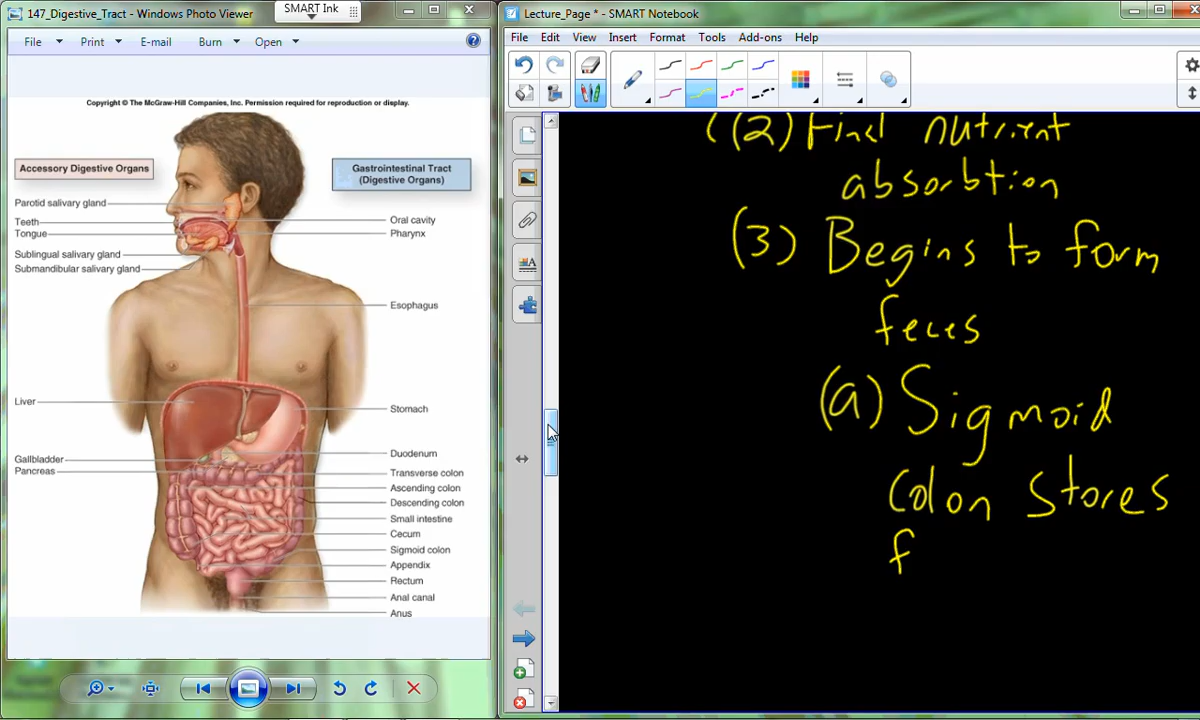 147_Digestive_Tract - Windows Photo Viewer
SMART Ink
File Print E-mail Burn Open
Copyright © The McGraw-Hill Companies, Inc. Permission required for reproduction or display.
Accessory Digestive Organs
Gastrointestinal Tract
(Digestive Organs)
Parotid salivary gland
Teeth
Tongue
Sublingual salivary gland
Submandibular salivary gland
Liver
Gallbladder
Pancreas
Oral cavity
Pharynx
Esophagus
Stomach
Duodenum
Transverse colon
Ascending colon
Descending colon
Small intestine
Cecum
Sigmoid colon
Appendix
Rectum
Anal canal
Anus
Lecture_Page * - SMART Notebook
File Edit View Insert Format Tools Add-ons Help
(2) Final nutrient
absorbtion
(3) Begins to form
feces
(a) Sigmoid
Colon stores
f